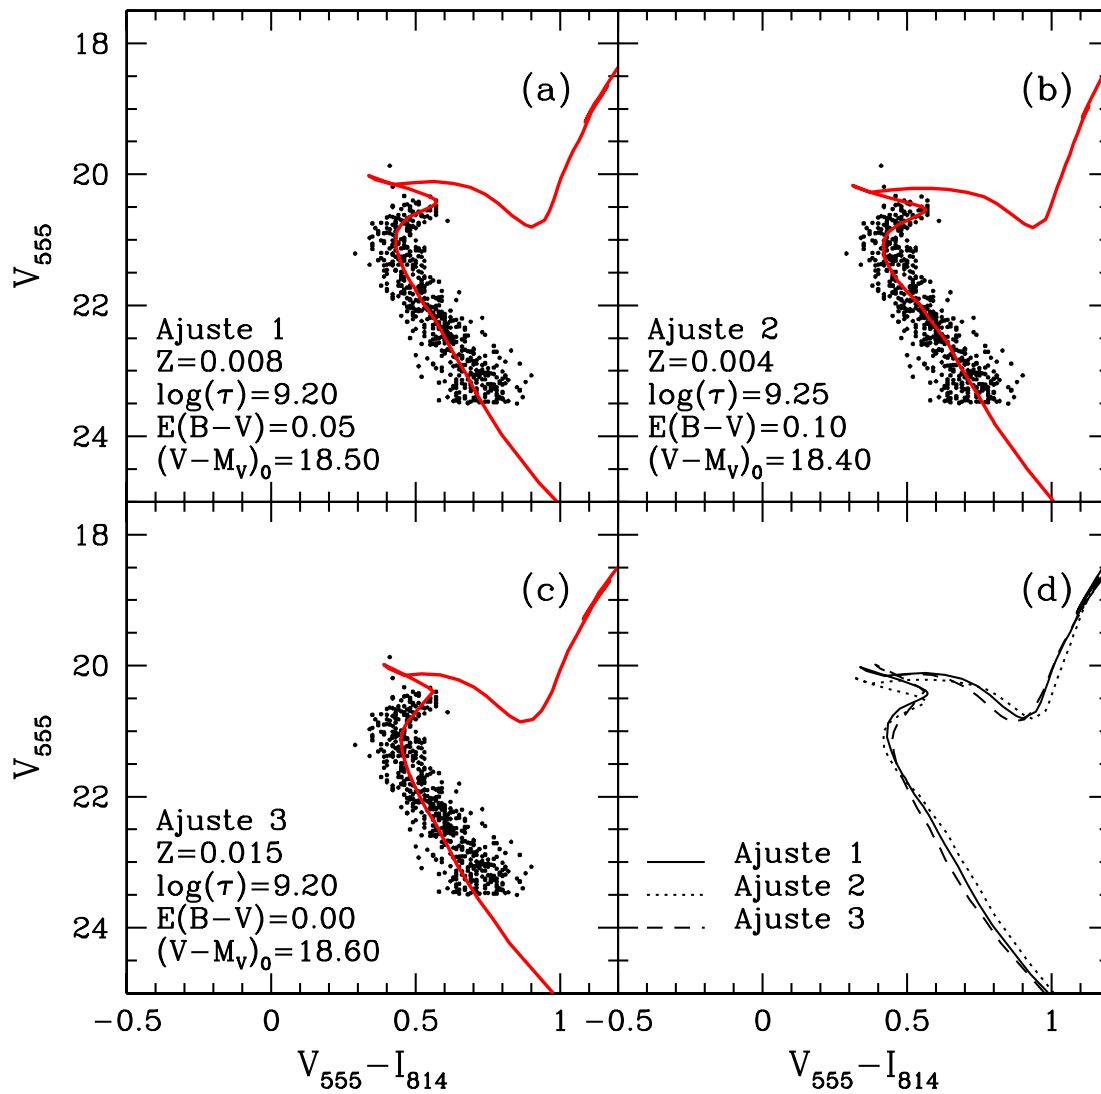 18
20
22
24
V₅₅₅
(a)
Ajuste 1
Z=0.008
log(τ)=9.20
E(B−V)=0.05
(V−M_V)₀=18.50
(b)
Ajuste 2
Z=0.004
log(τ)=9.25
E(B−V)=0.10
(V−M_V)₀=18.40
18
20
22
24
V₅₅₅
(c)
Ajuste 3
Z=0.015
log(τ)=9.20
E(B−V)=0.00
(V−M_V)₀=18.60
(d)
Ajuste 1
Ajuste 2
Ajuste 3
−0.5 0 0.5 1 −0.5 0 0.5 1
V₅₅₅−I₈₁₄ V₅₅₅−I₈₁₄